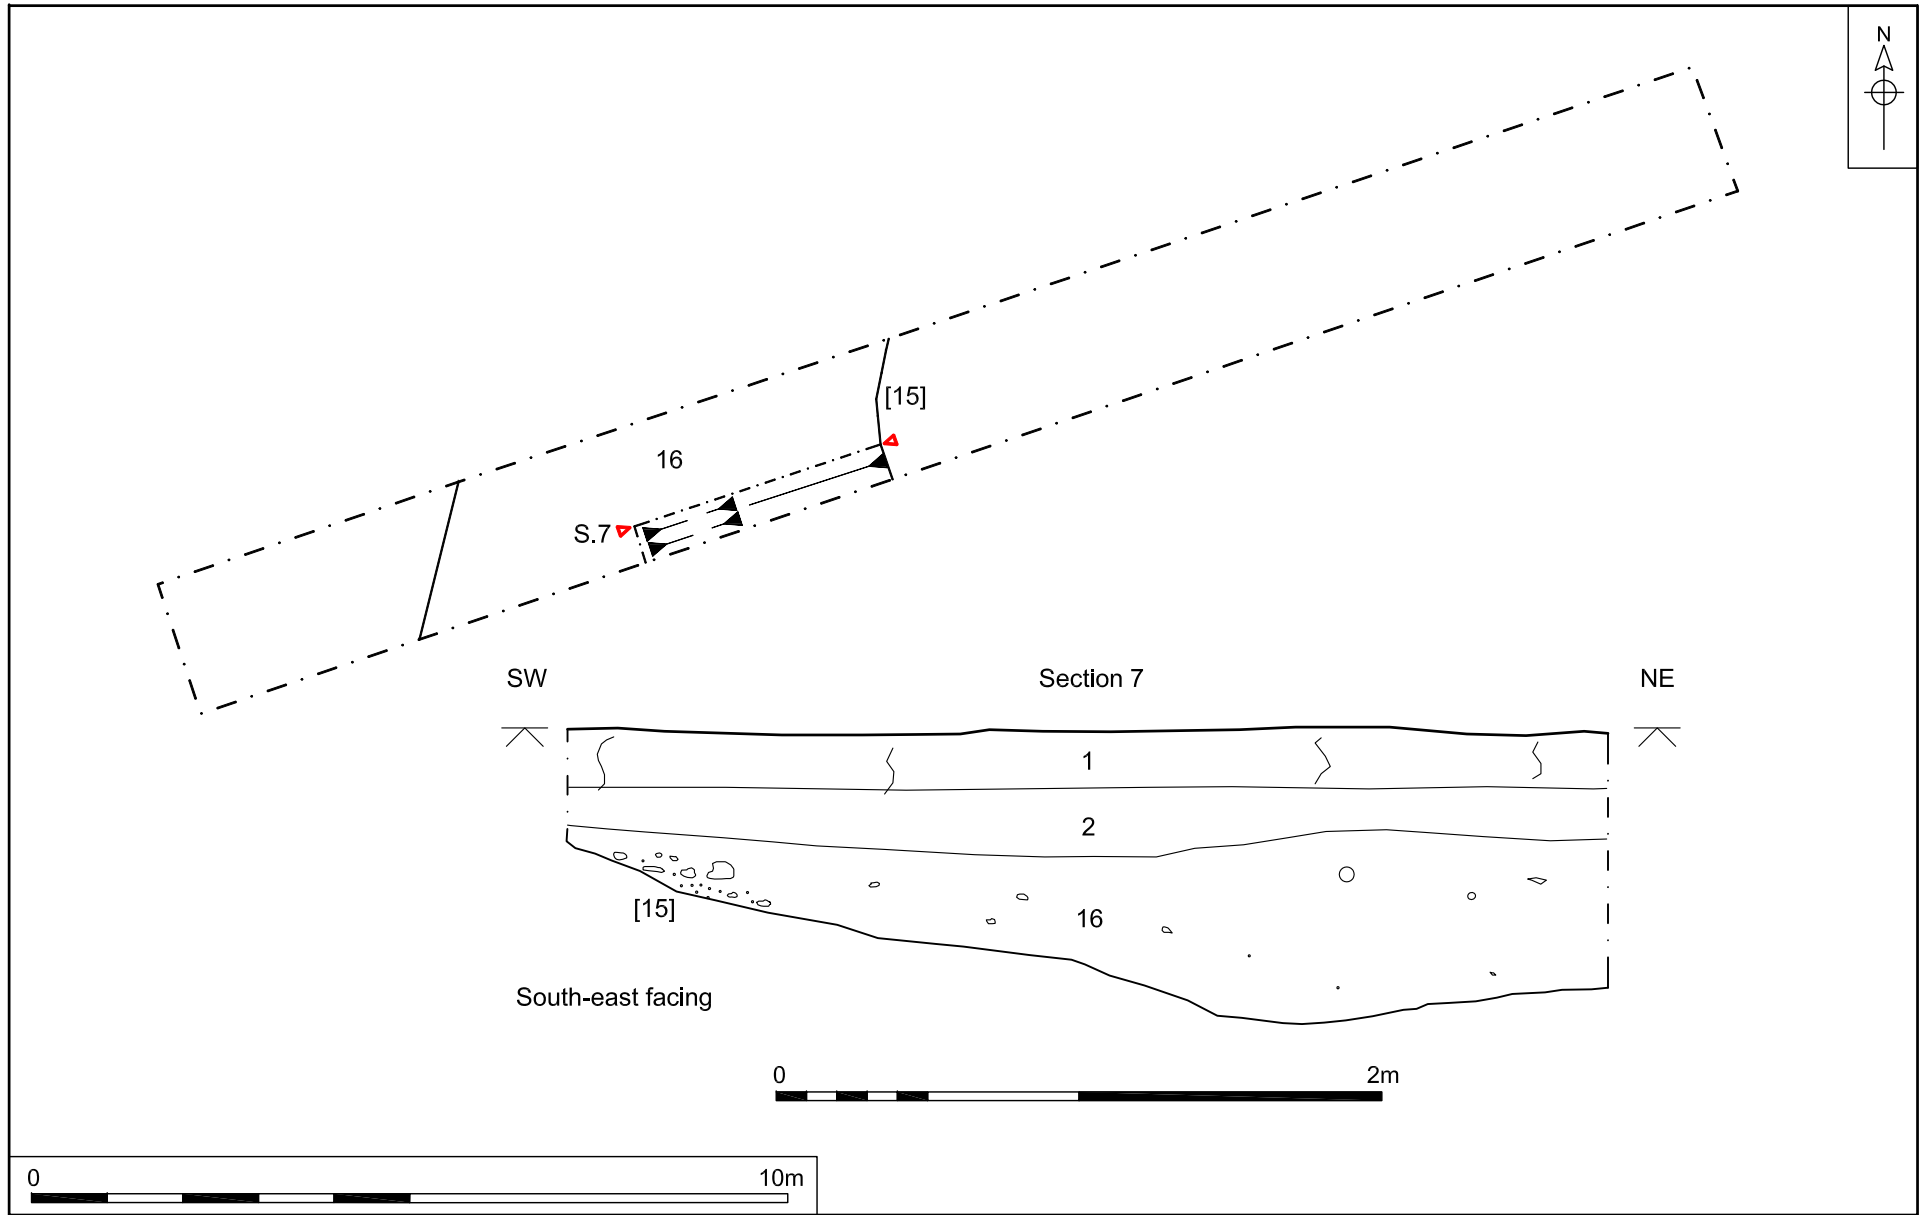 N
[15]
16
S.7
SW Section 7 NE
1
2
[15]
16
South-east facing
0 2m
0 10m